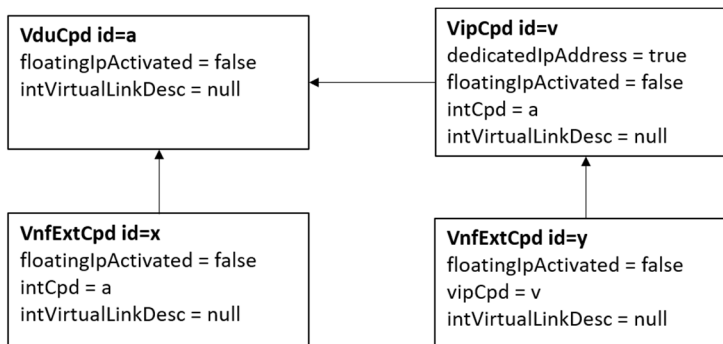 VduCpd id=a
floatingIpActivated = false
intVirtualLinkDesc = null
VipCpd id=v
dedicatedIpAddress = true
floatingIpActivated = false
intCpd = a
intVirtualLinkDesc = null
VnfExtCpd id=x
floatingIpActivated = false
intCpd = a
intVirtualLinkDesc = null
VnfExtCpd id=y
floatingIpActivated = false
vipCpd = v
intVirtualLinkDesc = null